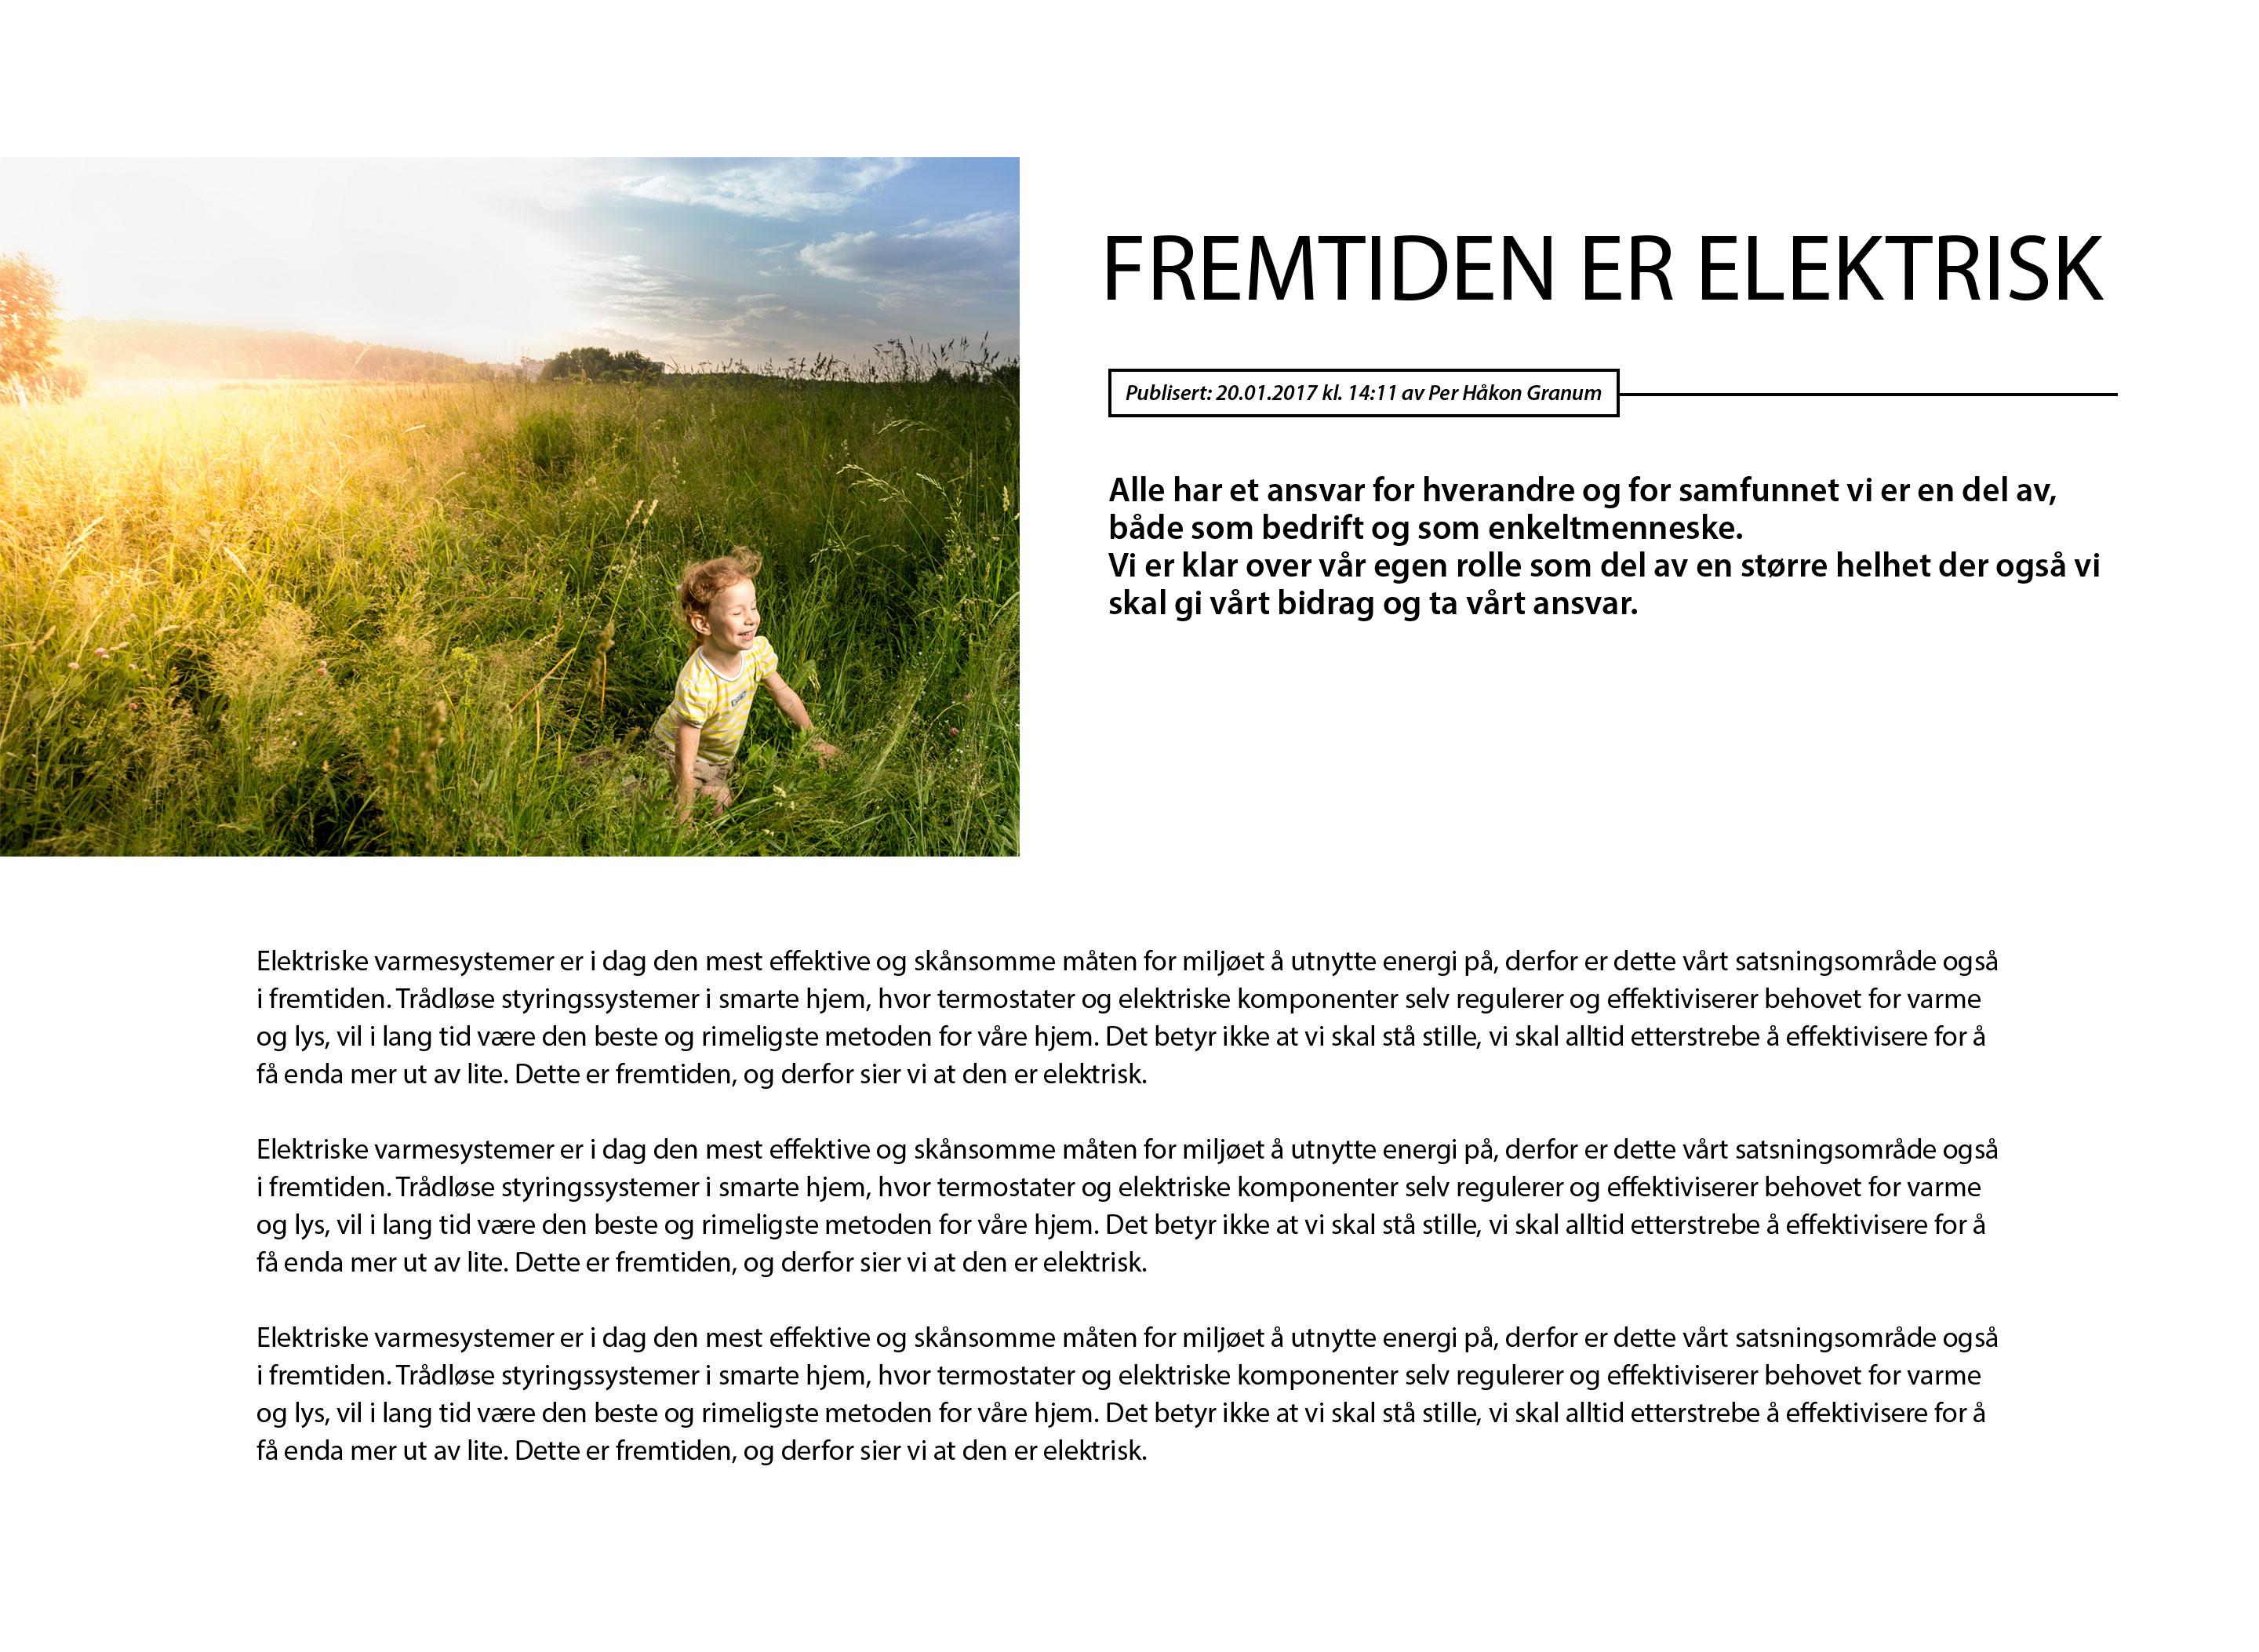 FREMTIDEN ER ELEKTRISK
Publisert: 20.01.2017 kl. 14:11 av Per Håkon Granum
Alle har et ansvar for hverandre og for samfunnet vi er en del av,
både som bedrift og som enkeltmenneske.
Vi er klar over vår egen rolle som del av en større helhet der også vi
skal gi vårt bidrag og ta vårt ansvar.
Elektriske varmesystemer er i dag den mest effektive og skånsomme måten for miljøet å utnytte energi på, derfor er dette vårt satsningsområde også
i fremtiden. Trådløse styringssystemer i smarte hjem, hvor termostater og elektriske komponenter selv regulerer og effektiviserer behovet for varme
og lys, vil i lang tid være den beste og rimeligste metoden for våre hjem. Det betyr ikke at vi skal stå stille, vi skal alltid etterstrebe å effektivisere for å
få enda mer ut av lite. Dette er fremtiden, og derfor sier vi at den er elektrisk.
Elektriske varmesystemer er i dag den mest effektive og skånsomme måten for miljøet å utnytte energi på, derfor er dette vårt satsningsområde også
i fremtiden. Trådløse styringssystemer i smarte hjem, hvor termostater og elektriske komponenter selv regulerer og effektiviserer behovet for varme
og lys, vil i lang tid være den beste og rimeligste metoden for våre hjem. Det betyr ikke at vi skal stå stille, vi skal alltid etterstrebe å effektivisere for å
få enda mer ut av lite. Dette er fremtiden, og derfor sier vi at den er elektrisk.
Elektriske varmesystemer er i dag den mest effektive og skånsomme måten for miljøet å utnytte energi på, derfor er dette vårt satsningsområde også
i fremtiden. Trådløse styringssystemer i smarte hjem, hvor termostater og elektriske komponenter selv regulerer og effektiviserer behovet for varme
og lys, vil i lang tid være den beste og rimeligste metoden for våre hjem. Det betyr ikke at vi skal stå stille, vi skal alltid etterstrebe å effektivisere for å
få enda mer ut av lite. Dette er fremtiden, og derfor sier vi at den er elektrisk.